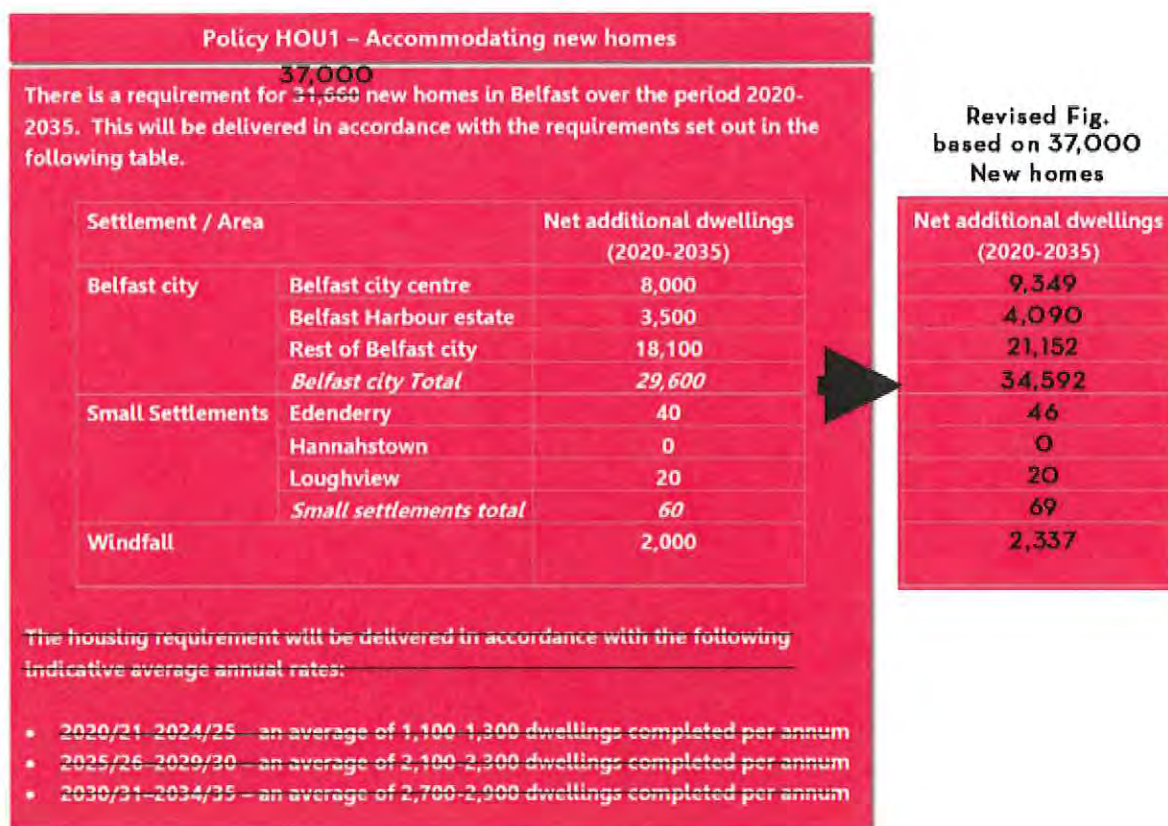 Policy HOU1 – Accommodating new homes
37,000
There is a requirement for 31,660 new homes in Belfast over the period 2020-
2035. This will be delivered in accordance with the requirements set out in the
following table.
Revised Fig.
based on 37,000
New homes
Settlement / Area Net additional dwellings Net additional dwellings
(2020-2035) (2020-2035)
Belfast city Belfast city centre 8,000 9,349
Belfast Harbour estate 3,500 4,090
Rest of Belfast city 18,100 21,152
Belfast city Total 29,600 34,592
Small Settlements Edenderry 40 46
Hannahstown 0 0
Loughview 20 20
Small settlements total 60 69
Windfall 2,000 2,337
The housing requirement will be delivered in accordance with the following
indicative average annual rates:
• 2020/21–2024/25 – an average of 1,100-1,300 dwellings completed per annum
• 2025/26–2029/30 – an average of 2,100-2,300 dwellings completed per annum
• 2030/31–2034/35 – an average of 2,700-2,900 dwellings completed per annum